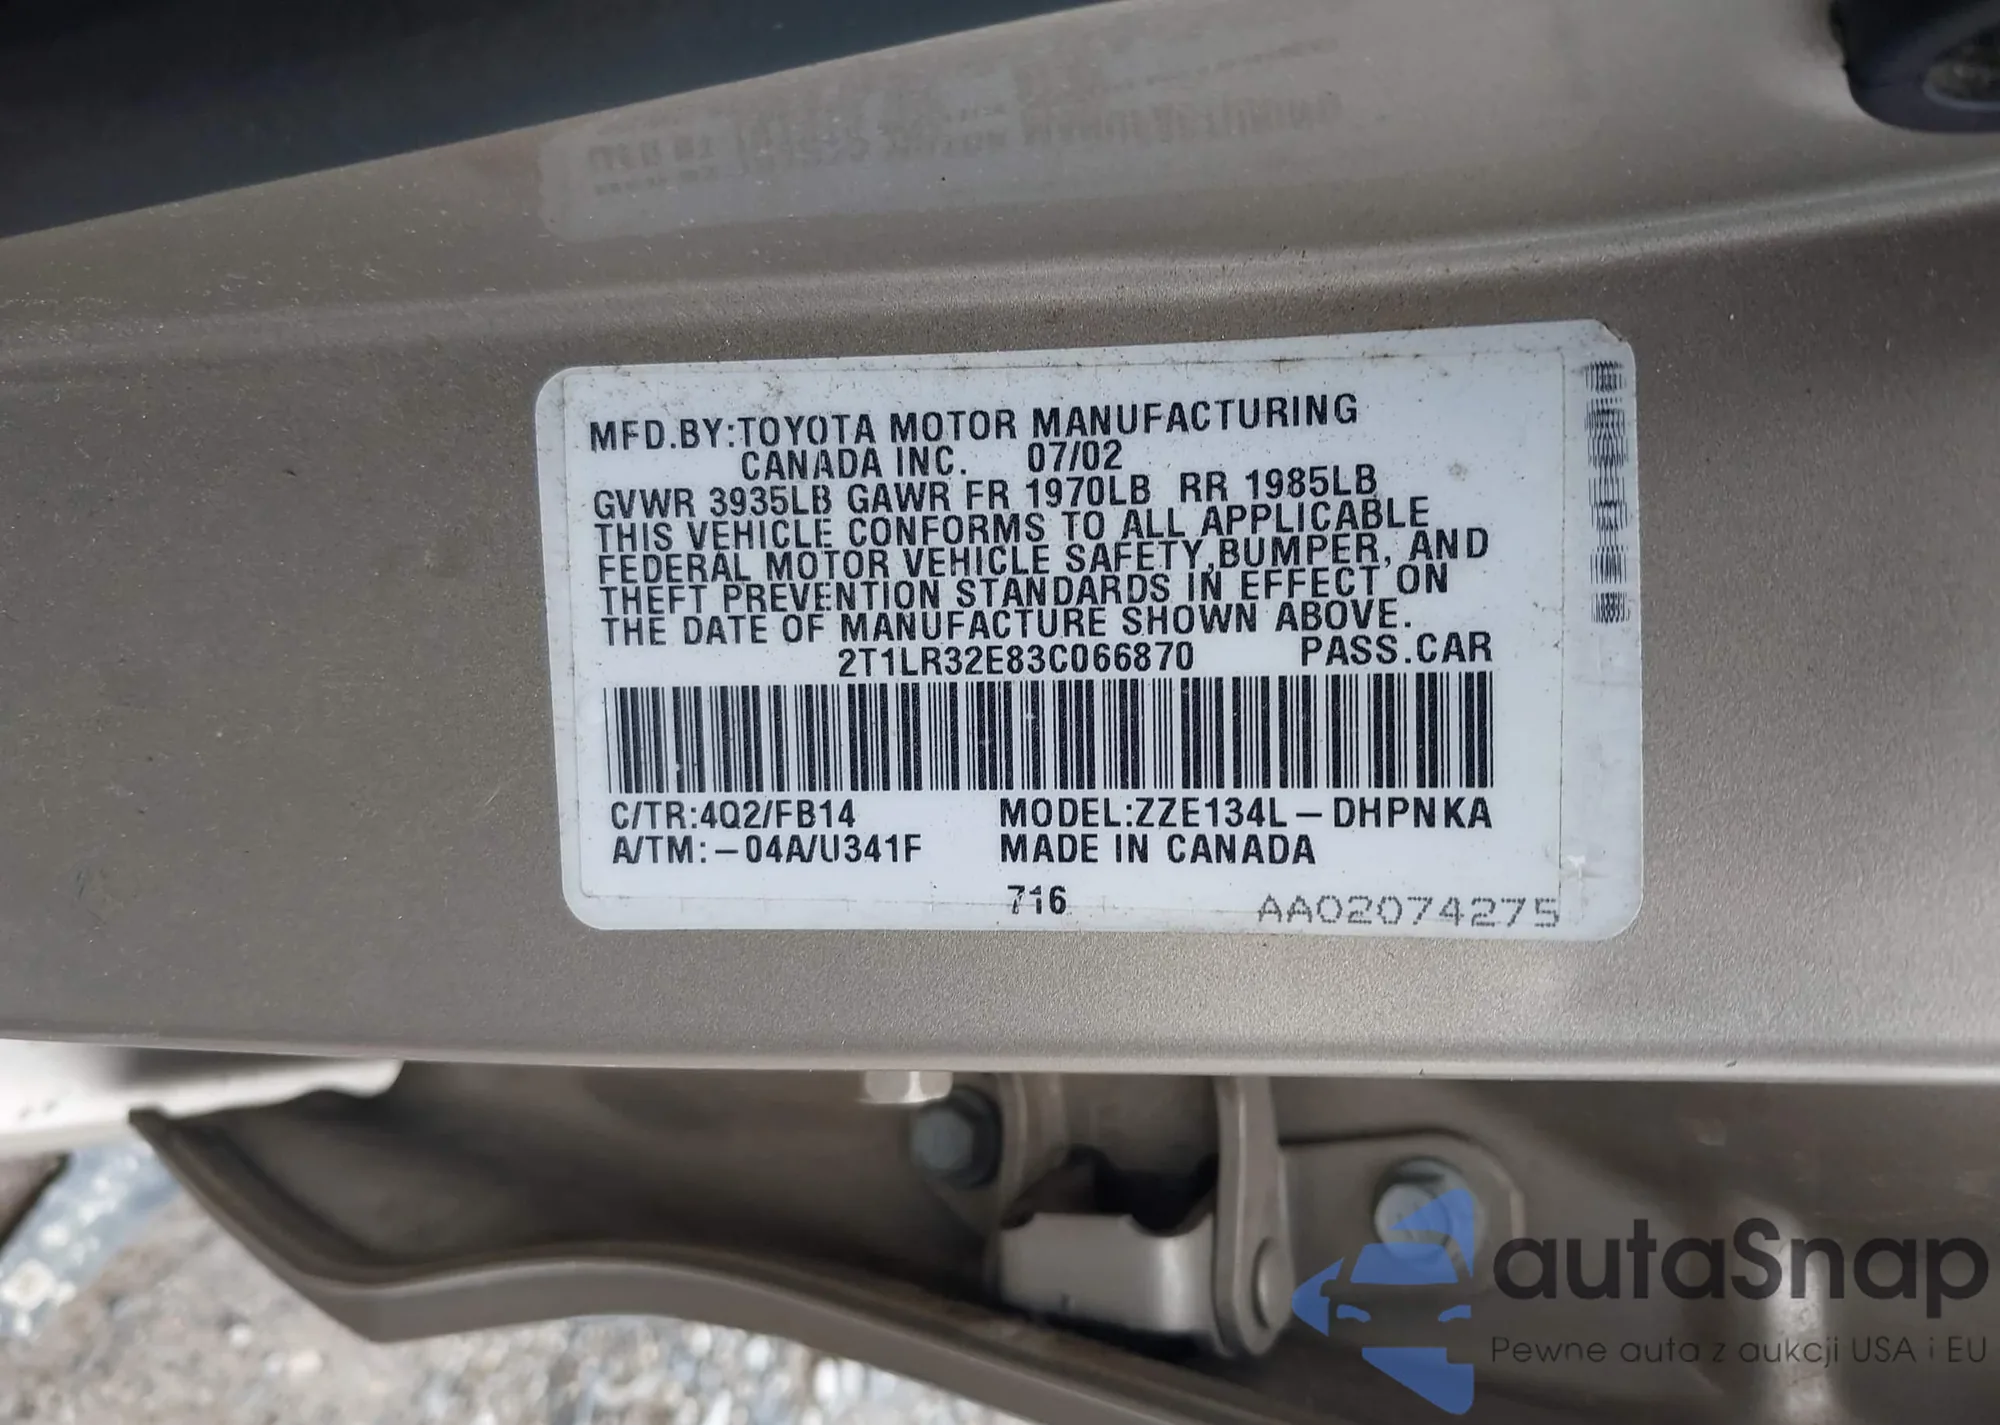 MFD.BY:TOYOTA MOTOR MANUFACTURING
CANADA INC. 07/02
GVWR 3935LB GAWR FR 1970LB RR 1985LB
THIS VEHICLE CONFORMS TO ALL APPLICABLE
FEDERAL MOTOR VEHICLE SAFETY,BUMPER, AND
THEFT PREVENTION STANDARDS IN EFFECT ON
THE DATE OF MANUFACTURE SHOWN ABOVE.
2T1LR32E83C066870 PASS.CAR
C/TR:4Q2/FB14 MODEL:ZZE134L-DHPNKA
A/TM:-04A/U341F MADE IN CANADA
716 AA02074275
autaSnap
Pewne auta z aukcji USA i EU